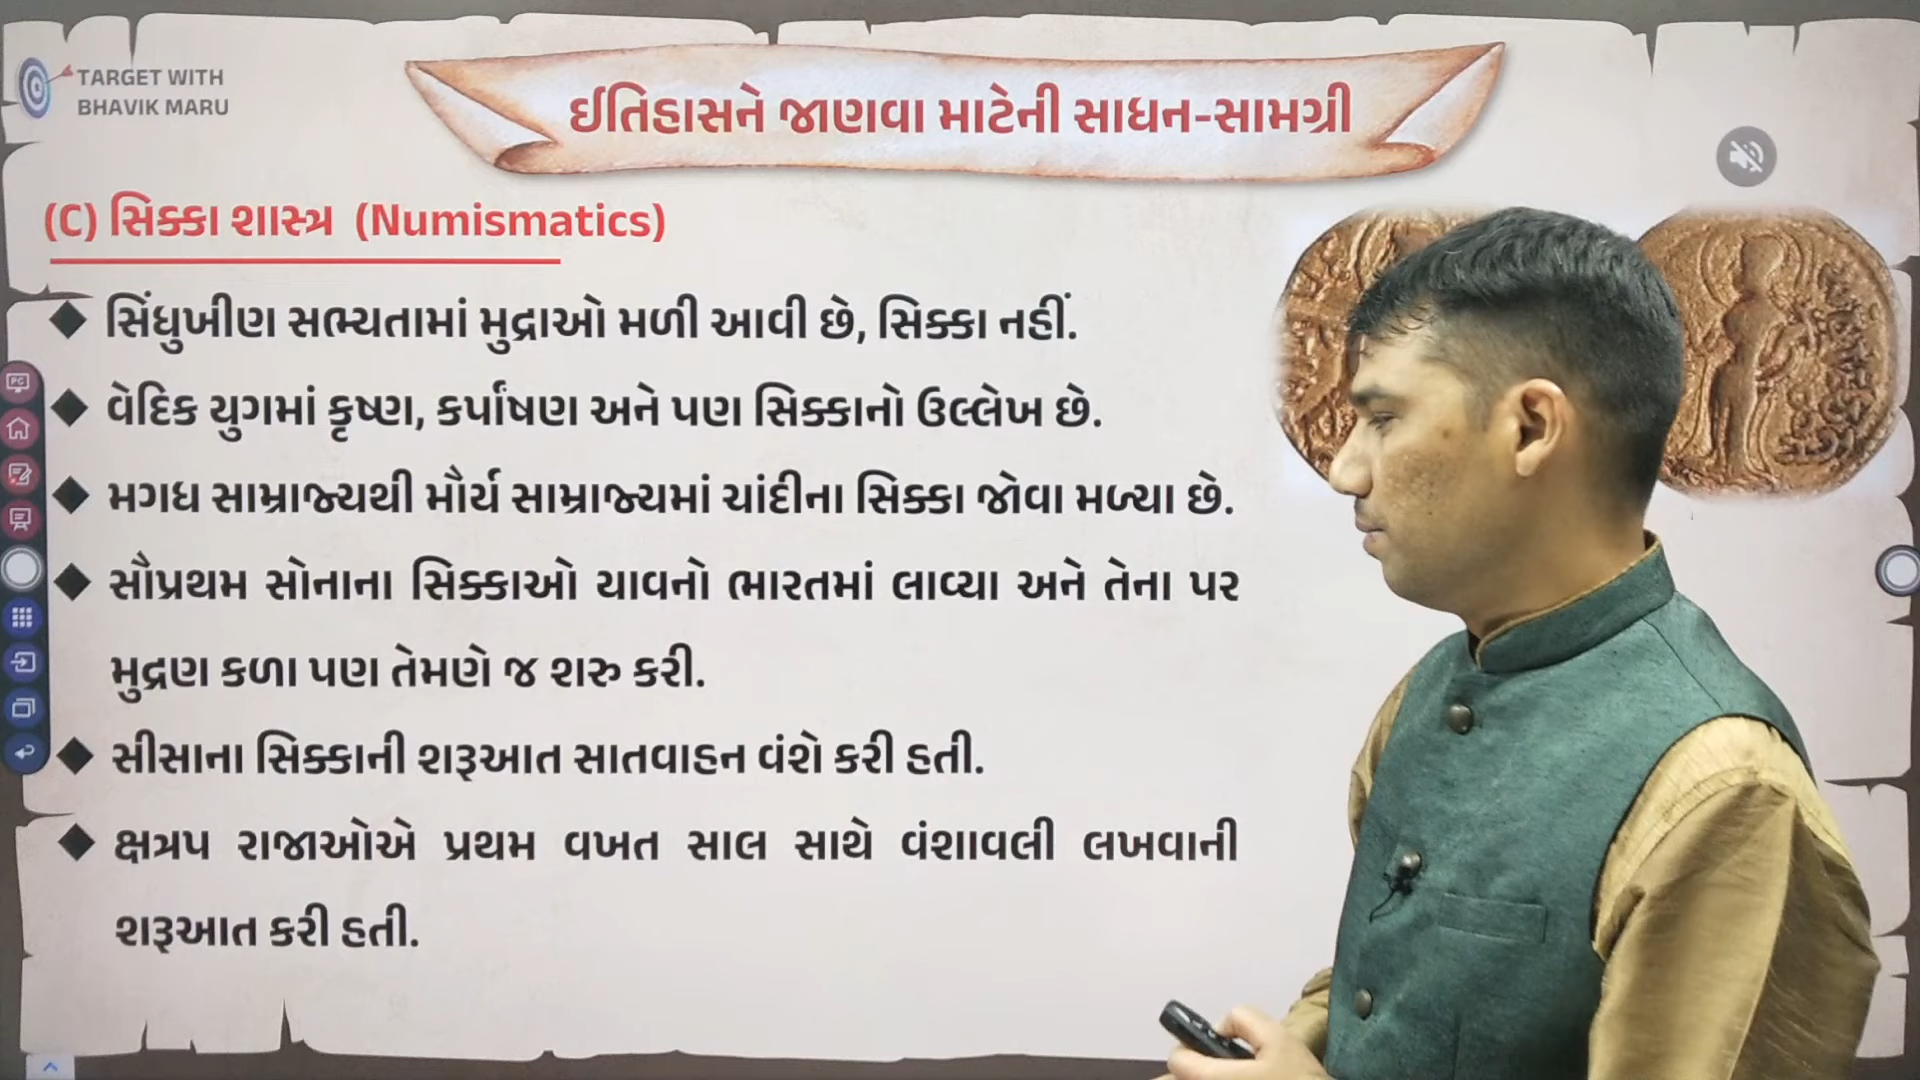 TARGET WITH
BHAVIK MARU
ઈતિહાસને જાણવા માટેની સાધન-સામગ્રી
(C) સિક્કા શાસ્ત્ર (Numismatics)
સિંધુખીણ સભ્યતામાં મુદ્રાઓ મળી આવી છે, સિક્કા નહીં.
વેદિક યુગમાં કૃષ્ણ, કર્પાંષણ અને પણ સિક્કાનો ઉલ્લેખ છે.
મગધ સામ્રાજ્યથી મૌર્ય સામ્રાજ્યમાં ચાંદીના સિક્કા જોવા મળ્યા છે.
સૌપ્રથમ સોનાના સિક્કાઓ યાવનો ભારતમાં લાવ્યા અને તેના પર
મુદ્રણ કળા પણ તેમણે જ શરુ કરી.
સીસાના સિક્કાની શરૂઆત સાતવાહન વંશે કરી હતી.
ક્ષત્રપ રાજાઓએ પ્રથમ વખત સાલ સાથે વંશાવલી લખવાની
શરૂઆત કરી હતી.